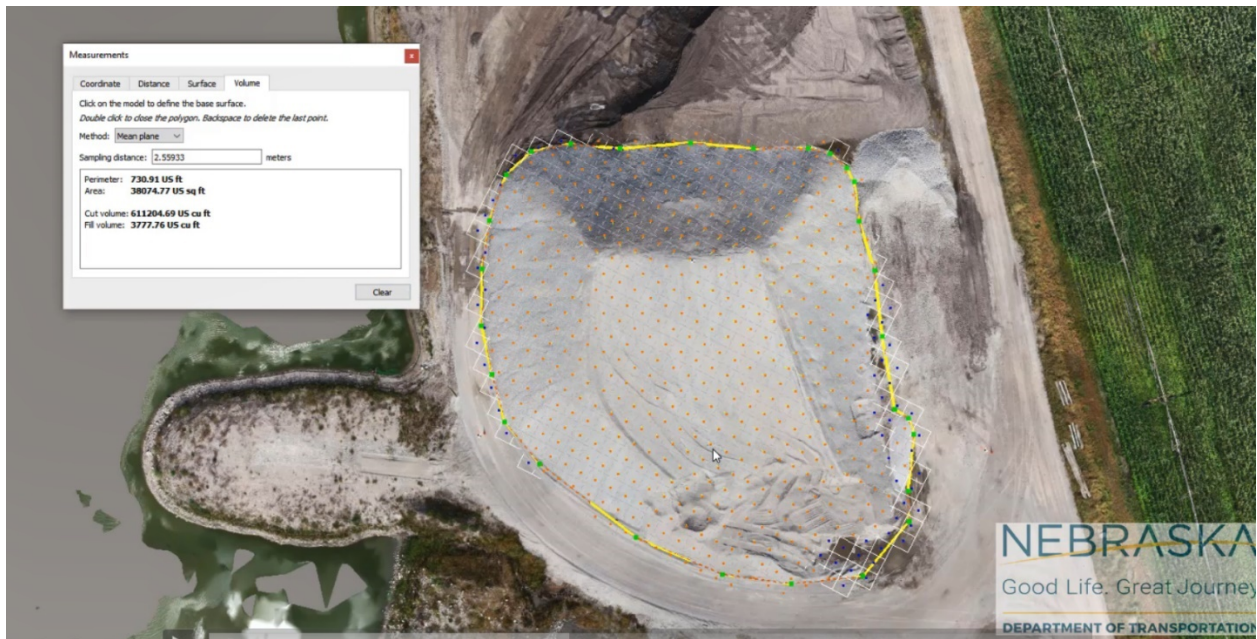 Measurements
x
Coordinate Distance Surface Volume
Click on the model to define the base surface.
Double click to close the polygon. Backspace to delete the last point.
Method: Mean plane
Sampling distance: 2.55933 meters
Perimeter: 730.91 US ft
Area: 38074.77 US sq ft
Cut volume: 611204.69 US cu ft
Fill volume: 3777.76 US cu ft
Clear
NEBRASKA
Good Life. Great Journey
DEPARTMENT OF TRANSPORTATION